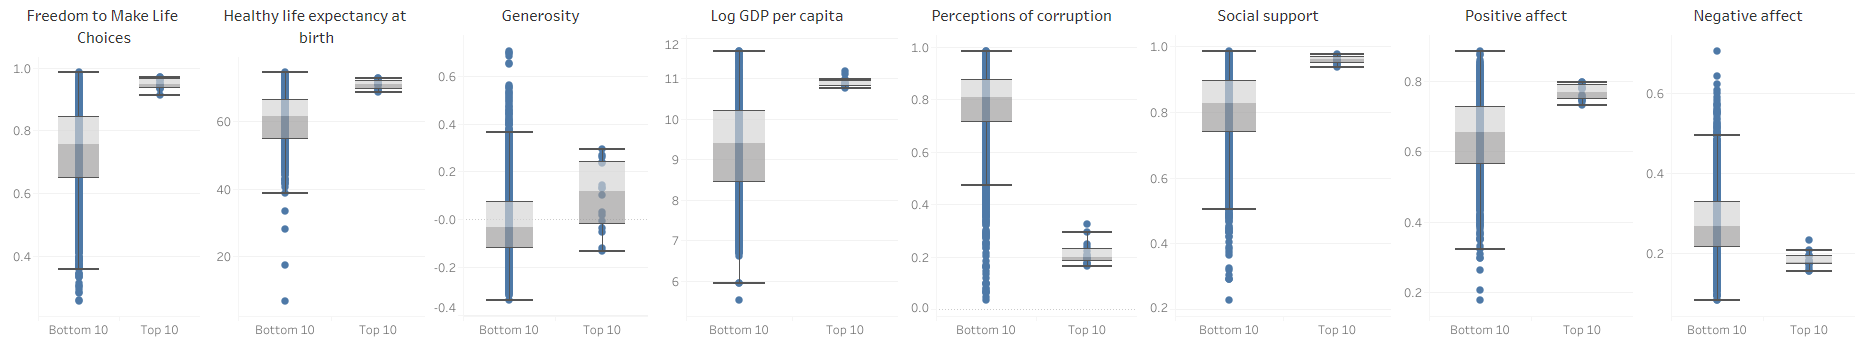 Freedom to Make Life
Choices
1.0
0.8
0.6
0.4
Bottom 10 Top 10
Healthy life expectancy at
birth
60
40
20
Bottom 10 Top 10
Generosity
0.6
0.4
0.2
-0.0
-0.2
-0.4
Bottom 10 Top 10
Log GDP per capita
12
11
10
9
8
7
6
Bottom 10 Top 10
Perceptions of corruption
1.0
0.8
0.6
0.4
0.2
0.0
Bottom 10 Top 10
Social support
1.0
0.8
0.6
0.4
0.2
Bottom 10 Top 10
Positive affect
0.8
0.6
0.4
0.2
Bottom 10 Top 10
Negative affect
0.6
0.4
0.2
Bottom 10 Top 10